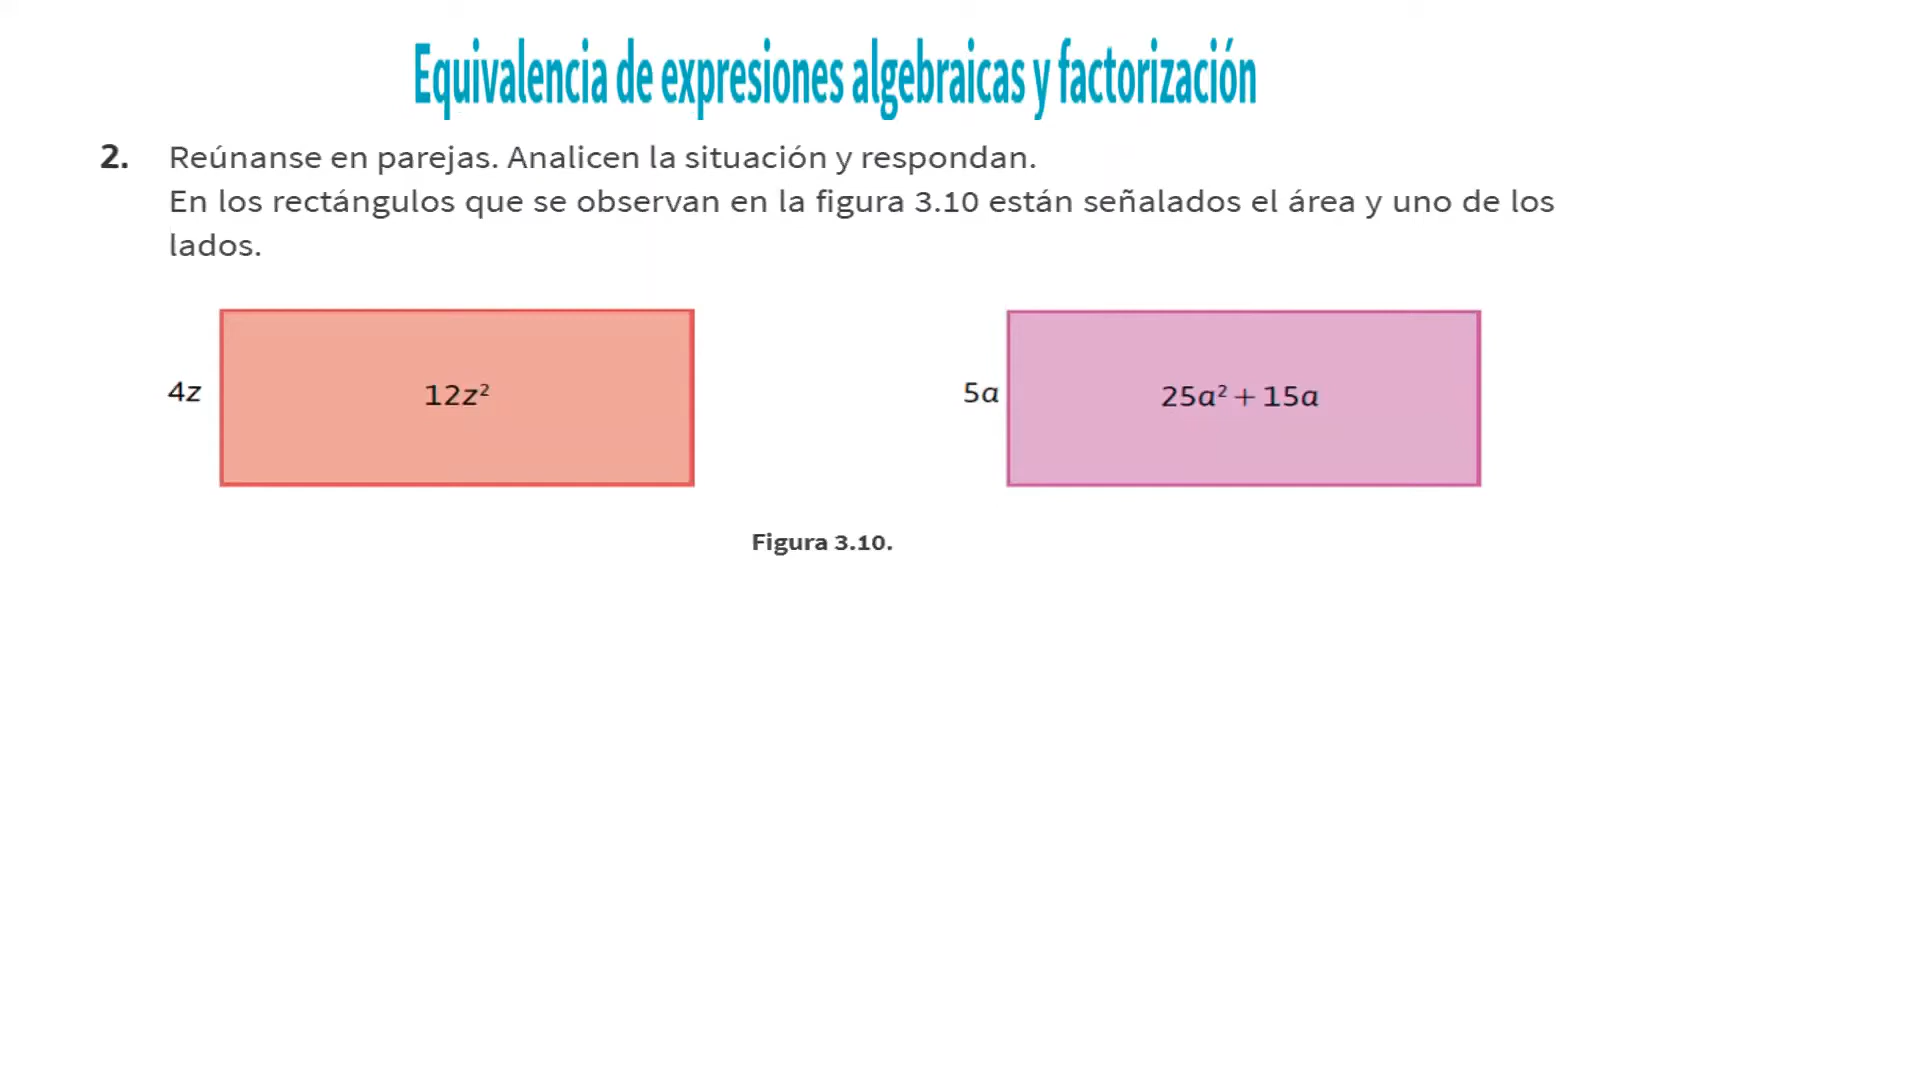 Equivalencia de expresiones algebraicas y factorización
2. Reúnanse en parejas. Analicen la situación y respondan.
En los rectángulos que se observan en la figura 3.10 están señalados el área y uno de los
lados.
4z 12z² 5a 25a² + 15a
Figura 3.10.